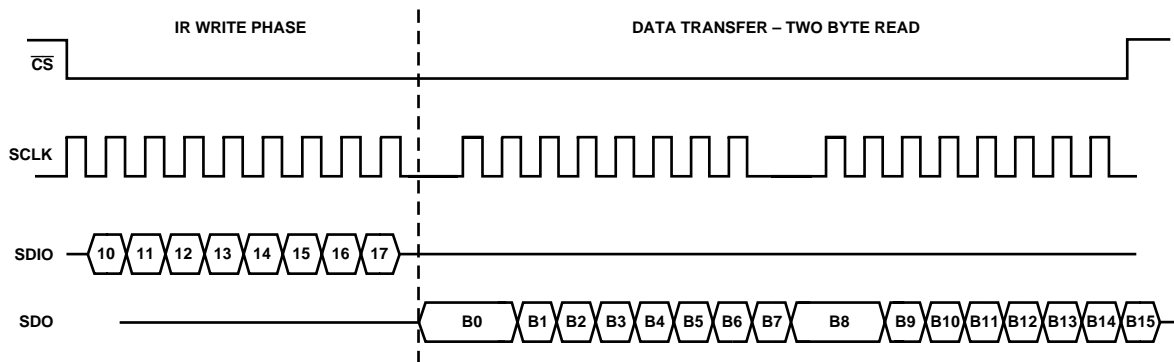 IR WRITE PHASE DATA TRANSFER – TWO BYTE READ
CS
SCLK
SDIO 10 11 12 13 14 15 16 17
SDO B0 B1 B2 B3 B4 B5 B6 B7 B8 B9 B10 B11 B12 B13 B14 B15